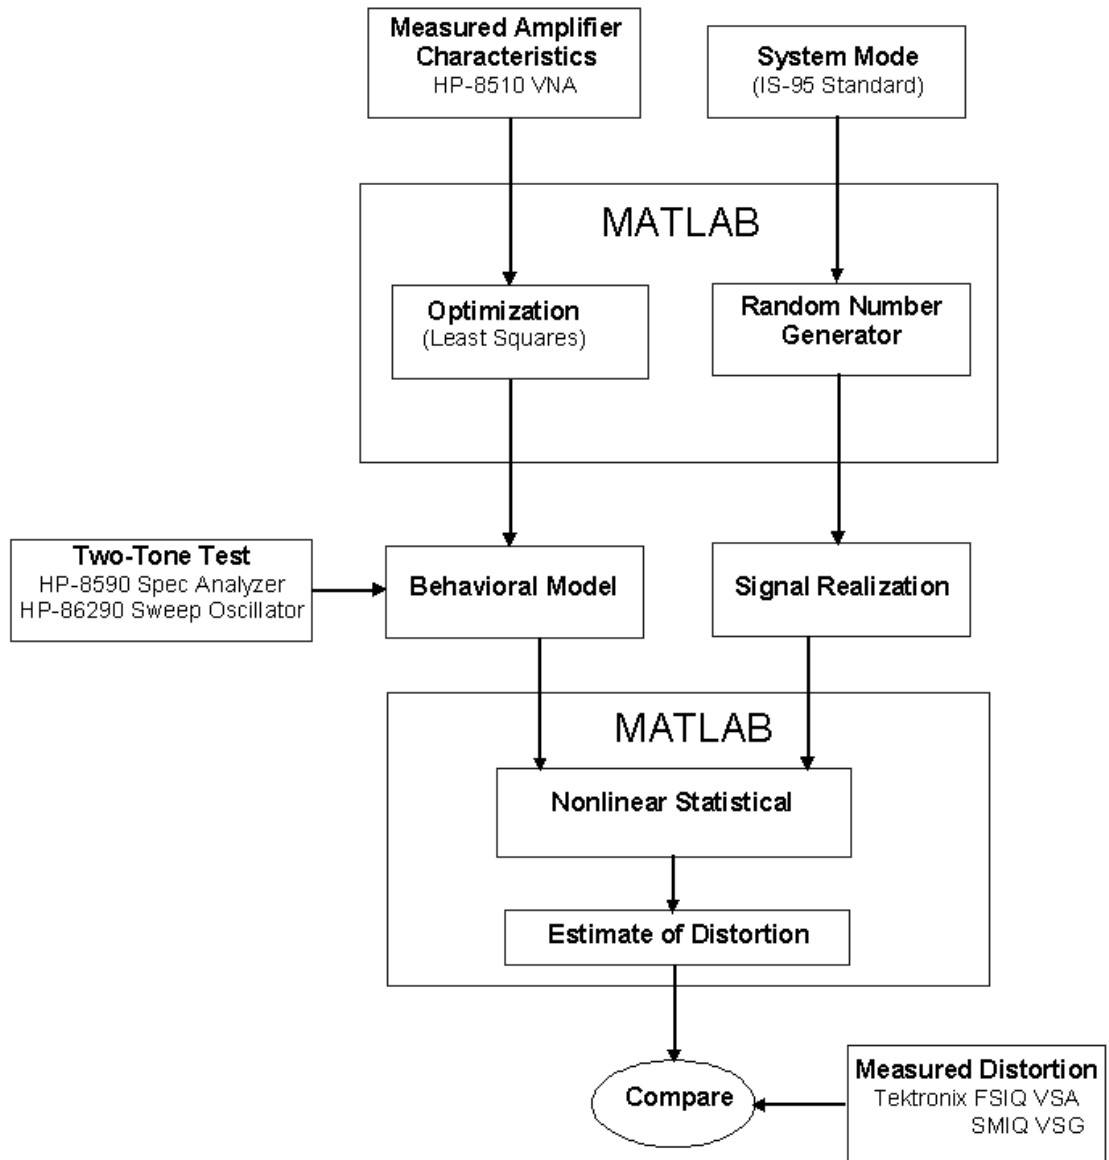 Measured Amplifier
Characteristics
HP-8510 VNA
System Mode
(IS-95 Standard)
MATLAB
Optimization
(Least Squares)
Random Number
Generator
Two-Tone Test
HP-8590 Spec Analyzer
HP-86290 Sweep Oscillator
Behavioral Model
Signal Realization
MATLAB
Nonlinear Statistical
Estimate of Distortion
Compare
Measured Distortion
Tektronix FSIQ VSA
SMIQ VSG